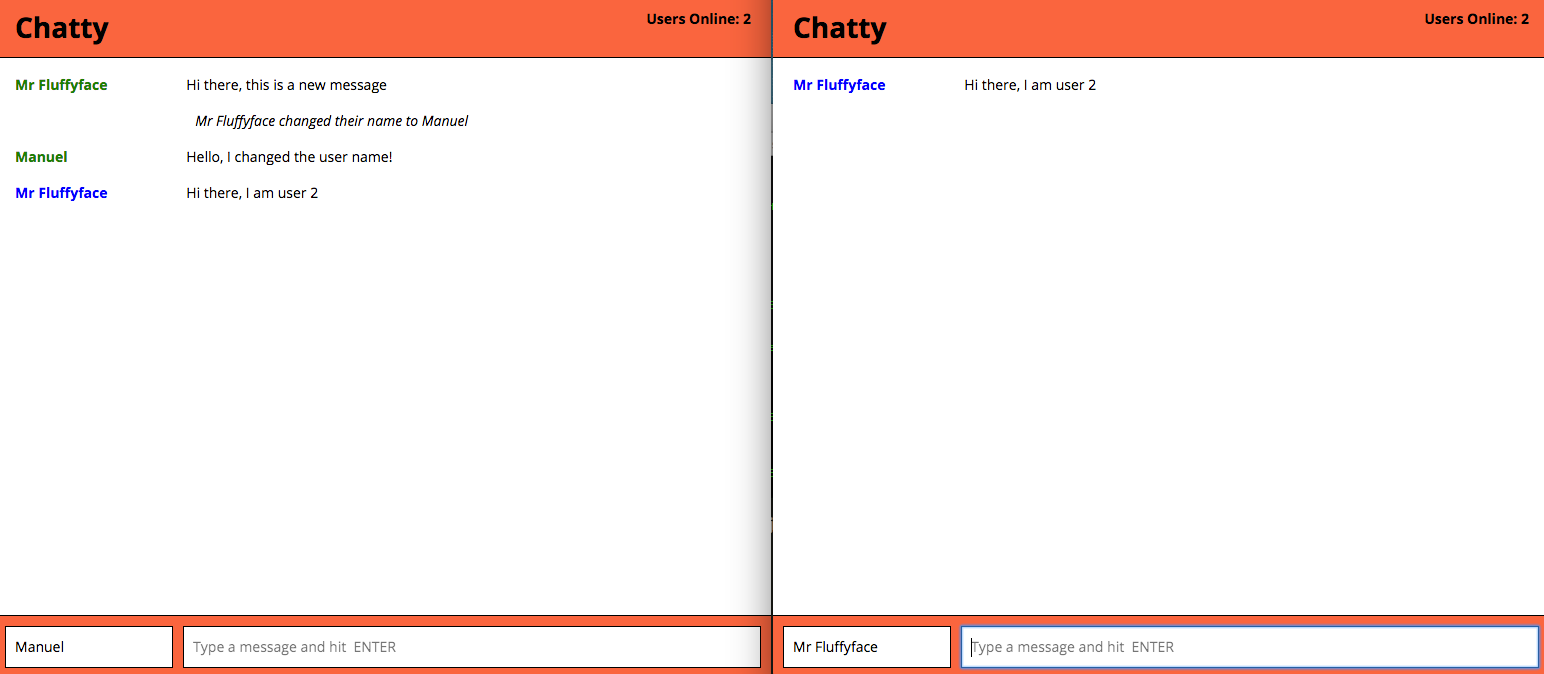 Chatty
Users Online: 2
Mr Fluffyface Hi there, this is a new message
Mr Fluffyface changed their name to Manuel
Manuel Hello, I changed the user name!
Mr Fluffyface Hi there, I am user 2
Manuel Type a message and hit ENTER
Chatty
Users Online: 2
Mr Fluffyface Hi there, I am user 2
Mr Fluffyface Type a message and hit ENTER